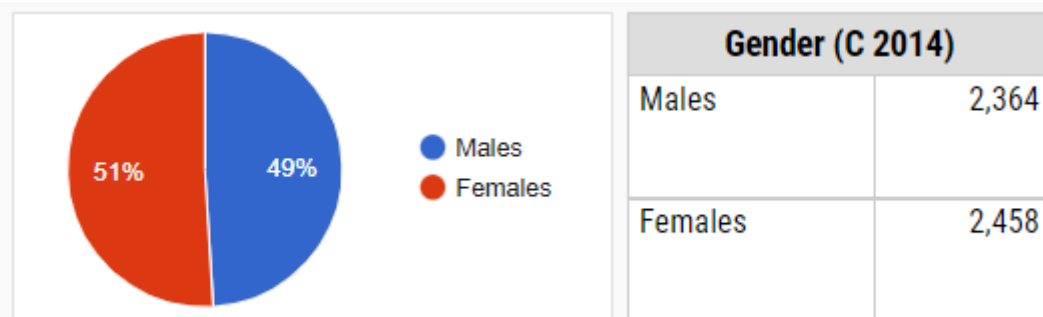 51%
49%
Males
Females
Gender (C 2014)
Males 2,364
Females 2,458